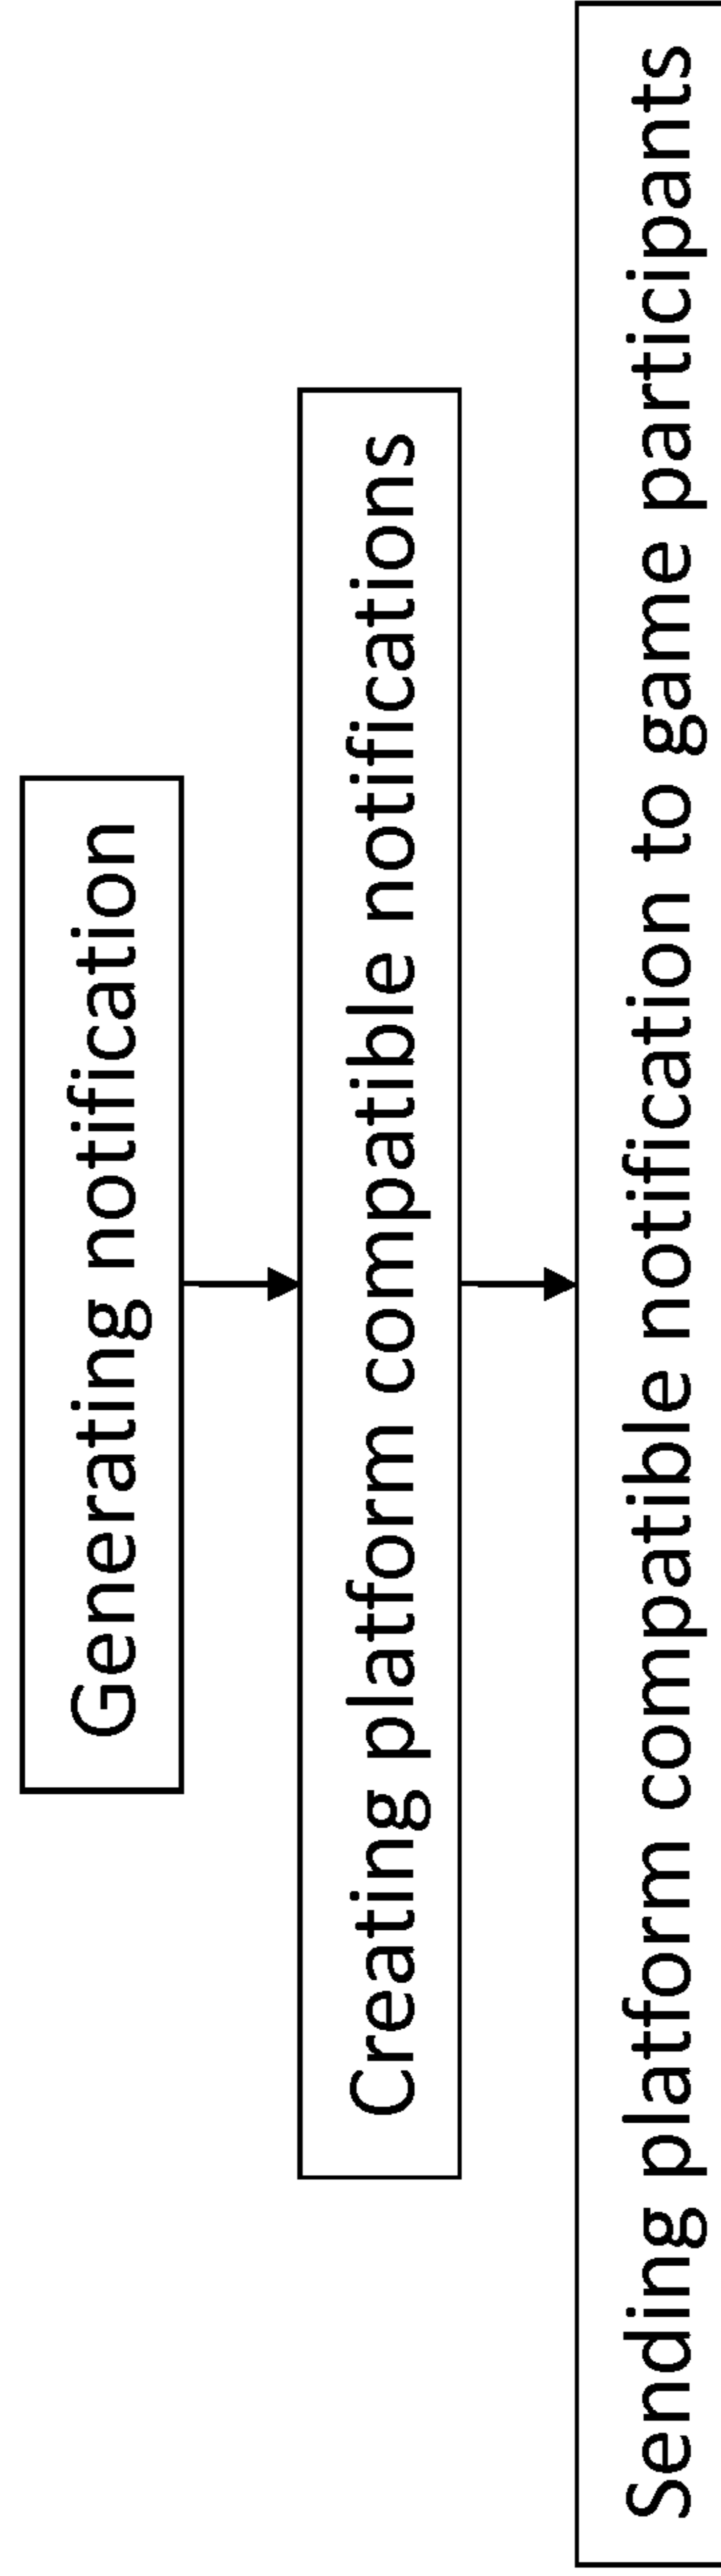 Generating notification
Creating platform compatible notifications
Sending platform compatible notification to game participants